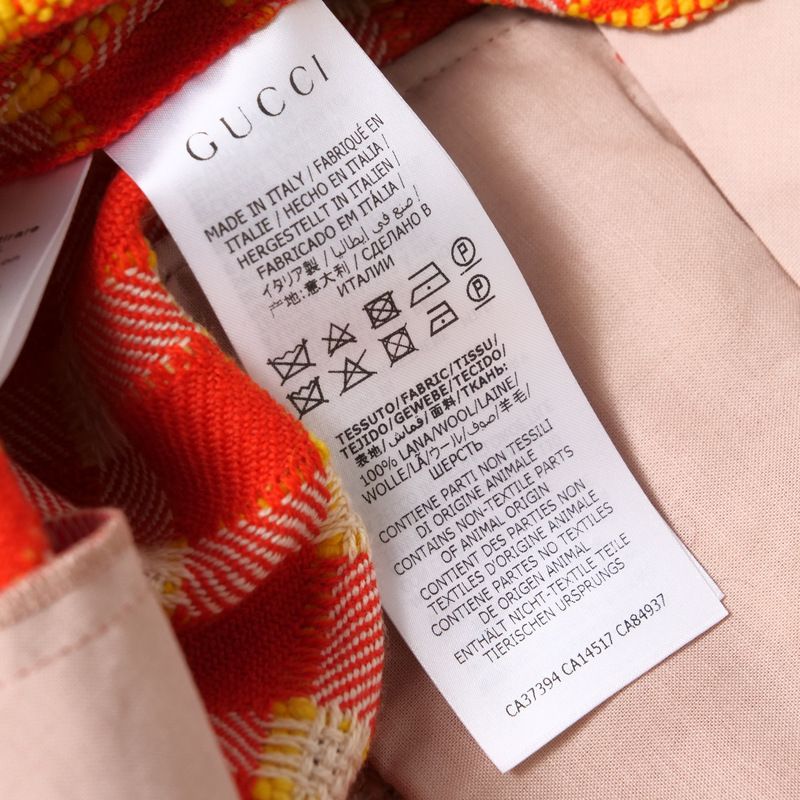 GUCCI
MADE IN ITALY / FABRIQUÉ EN
ITALIE / HECHO EN ITALIA /
HERGESTELLT IN ITALIEN /
FABRICADO EM ITÁLIA /
イタリア製 / صنع في إيطاليا /
产地:意大利 / СДЕЛАНО В
ИТАЛИИ
P
P
TESSUTO/FABRIC/TISSU/
TEJIDO/GEWEBE/TECIDO/
表地/قماش/面料/ТКАНЬ:
100% LANA/WOOL/LAINE/
WOLLE/LÃ/ウール/صوف/羊毛/
ШЕРСТЬ
CONTIENE PARTI NON TESSILI
DI ORIGINE ANIMALE
CONTAINS NON-TEXTILE PARTS
OF ANIMAL ORIGIN
CONTIENT DES PARTIES NON
TEXTILES D'ORIGINE ANIMALE
CONTIENE PARTES NO TEXTILES
DE ORIGEN ANIMAL
ENTHÄLT NICHT-TEXTILE TEILE
TIERISCHEN URSPRUNGS
CA37394 CA14517 CA84937